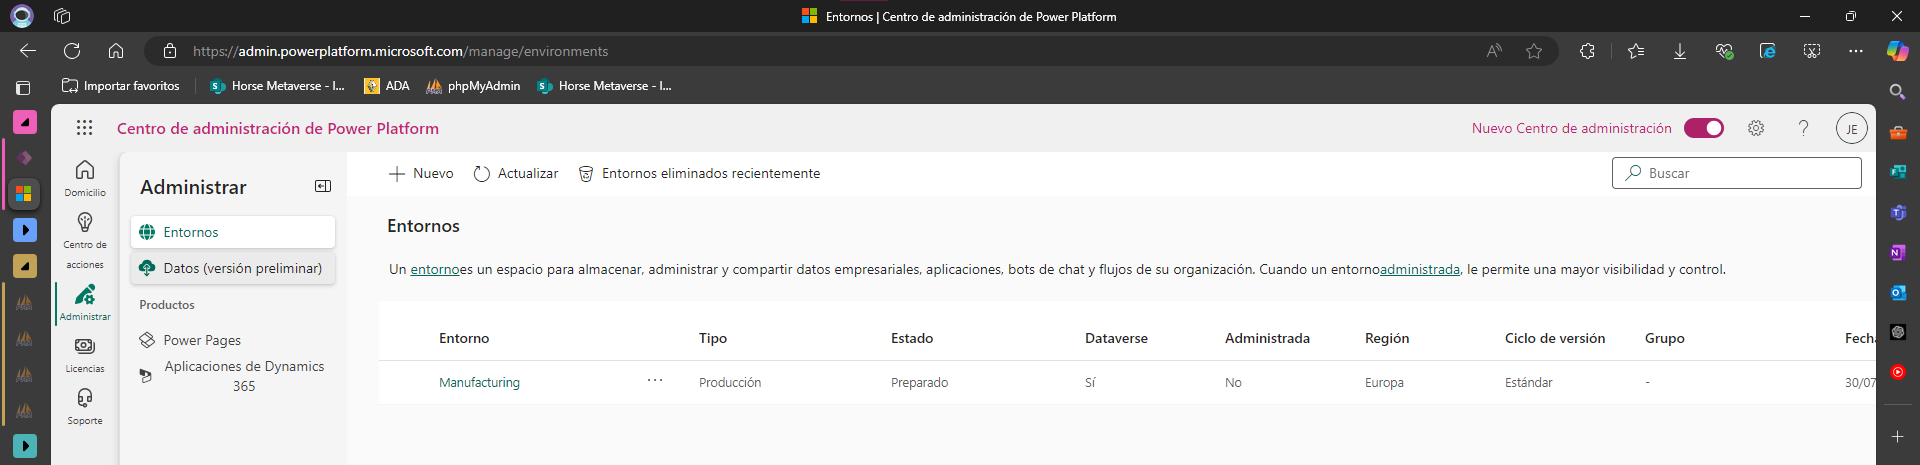 Entornos | Centro de administración de Power Platform
https://admin.powerplatform.microsoft.com/manage/environments
Importar favoritos
Horse Metaverse - I...
ADA
phpMyAdmin
Horse Metaverse - I...
Centro de administración de Power Platform
Nuevo Centro de administración
JE
Domicilio
Centro de
acciones
Administrar
Licencias
Soporte
Administrar
Entornos
Datos (versión preliminar)
Productos
Power Pages
Aplicaciones de Dynamics
365
Nuevo
Actualizar
Entornos eliminados recientemente
Buscar
Entornos
Un entornoes un espacio para almacenar, administrar y compartir datos empresariales, aplicaciones, bots de chat y flujos de su organización. Cuando un entornoadministrada, le permite una mayor visibilidad y control.
Entorno Tipo Estado Dataverse Administrada Región Ciclo de versión Grupo Fech
Manufacturing ... Producción Preparado Sí No Europa Estándar - 30/07